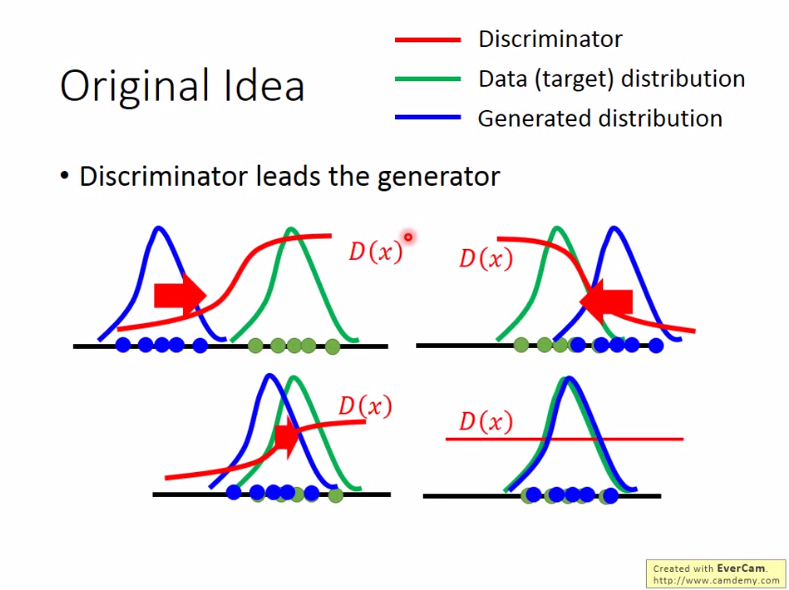 Original Idea
Discriminator
Data (target) distribution
Generated distribution
• Discriminator leads the generator
D(x)
D(x)
D(x)
D(x)
Created with EverCam.
http://www.camdemy.com